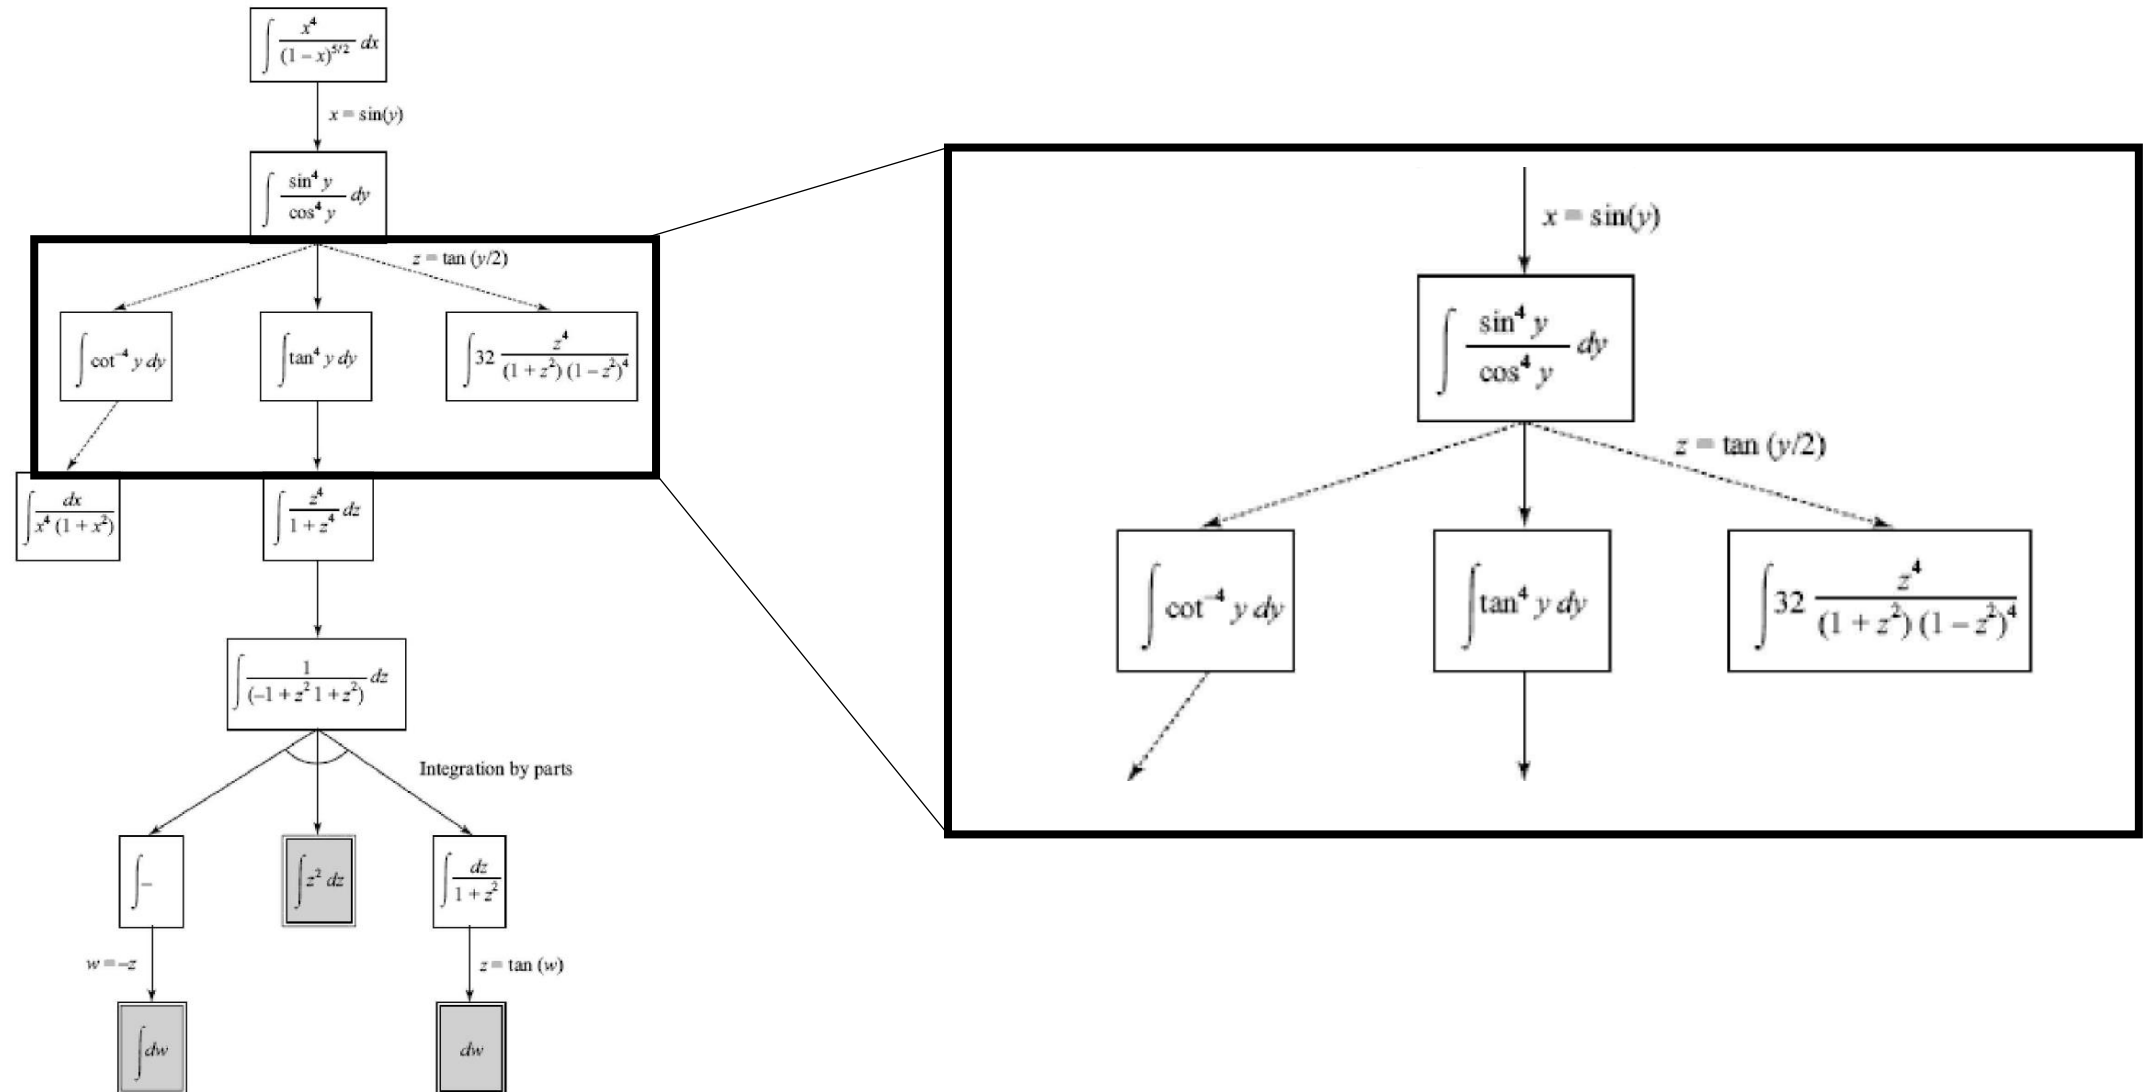 ∫ x⁴/(1 – x)^5/2 dx
x = sin(y)
∫ sin⁴ y/cos⁴ y dy
z = tan (y/2)
∫ cot⁻⁴ y dy
∫ tan⁴ y dy
∫ 32 z⁴/(1 + z²) (1 – z²)⁴
∫ dx/x⁴ (1 + x²)
∫ z⁴/1 + z⁴ dz
∫ 1/(–1 + z² 1 + z²) dz
Integration by parts
∫–
∫ z² dz
∫ dz/1 + z²
w = –z
z = tan (w)
∫ dw
dw
x = sin(y)
∫ sin⁴ y/cos⁴ y dy
z = tan (y/2)
∫ cot⁻⁴ y dy
∫ tan⁴ y dy
∫ 32 z⁴/(1 + z²) (1 – z²)⁴